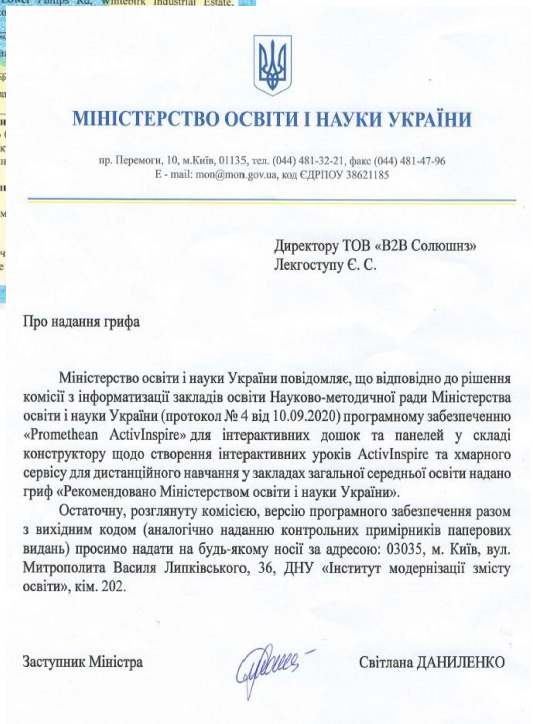 Lower Philips Rd, Whitebirk Industrial Estate,
МІНІСТЕРСТВО ОСВІТИ І НАУКИ УКРАЇНИ
пр. Перемоги, 10, м.Київ, 01135, тел. (044) 481-32-21, факс (044) 481-47-96
E - mail: mon@mon.gov.ua, код ЄДРПОУ 38621185
Директору ТОВ «В2В Солюшнз»
Лекгоступу Є. С.
Про надання грифа
Міністерство освіти і науки України повідомляє, що відповідно до рішення
комісії з інформатизації закладів освіти Науково-методичної ради Міністерства
освіти і науки України (протокол № 4 від 10.09.2020) програмному забезпеченню
«Promethean ActivInspire» для інтерактивних дошок та панелей у складі
конструктору щодо створення інтерактивних уроків ActivInspire та хмарного
сервісу для дистанційного навчання у закладах загальної середньої освіти надано
гриф «Рекомендовано Міністерством освіти і науки України».
Остаточну, розглянуту комісією, версію програмного забезпечення разом
з вихідним кодом (аналогічно наданню контрольних примірників паперових
видань) просимо надати на будь-якому носії за адресою: 03035, м. Київ, вул.
Митрополита Василя Липківського, 36, ДНУ «Інститут модернізації змісту
освіти», кім. 202.
Заступник Міністра
Світлана ДАНИЛЕНКО